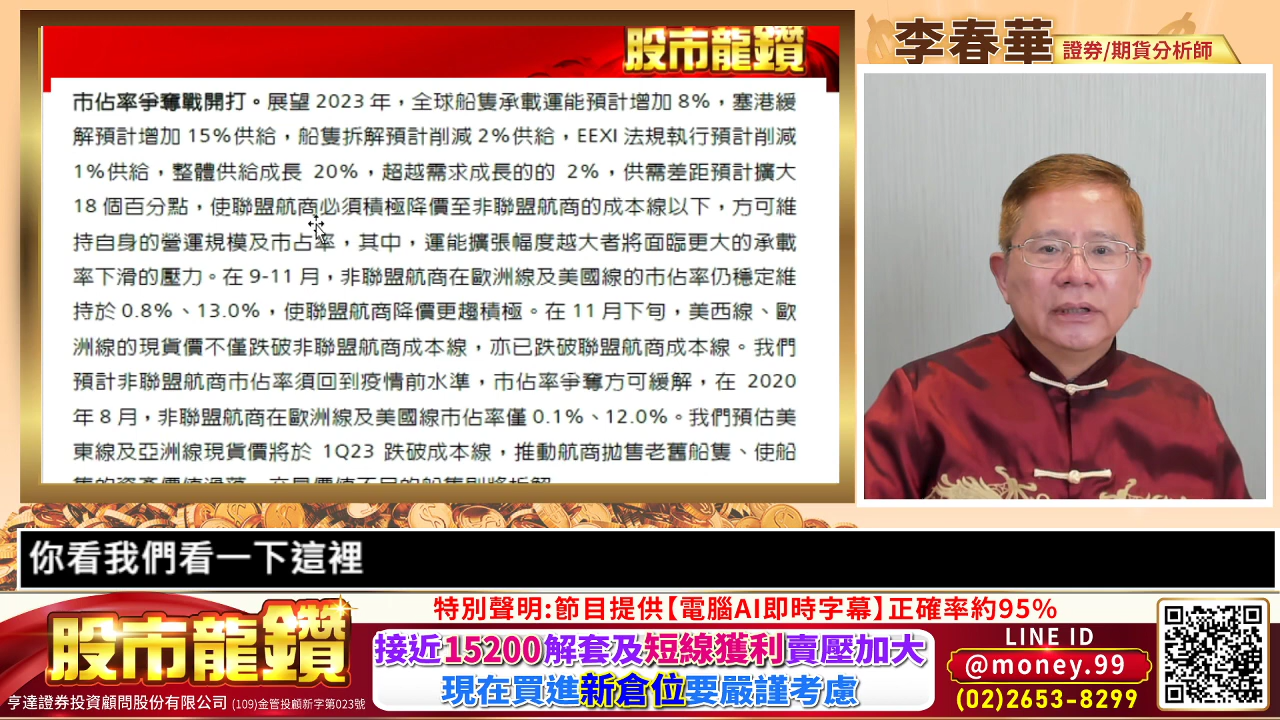 股市龍鑽
李春華 證券/期貨分析師
市佔率爭奪戰開打。展望 2023 年，全球船隻承載運能預計增加 8%，塞港緩
解預計增加 15%供給，船隻拆解預計削減 2%供給，EEXI 法規執行預計削減
1%供給，整體供給成長 20%，超越需求成長的的 2%，供需差距預計擴大
18 個百分點，使聯盟航商必須積極降價至非聯盟航商的成本線以下，方可維
持自身的營運規模及市占率，其中，運能擴張幅度越大者將面臨更大的承載
率下滑的壓力。在 9-11 月，非聯盟航商在歐洲線及美國線的市佔率仍穩定維
持於 0.8%、13.0%，使聯盟航商降價更趨積極。在 11 月下旬，美西線、歐
洲線的現貨價不僅跌破非聯盟航商成本線，亦已跌破聯盟航商成本線。我們
預計非聯盟航商市佔率須回到疫情前水準，市佔率爭奪方可緩解，在 2020
年 8 月，非聯盟航商在歐洲線及美國線市佔率僅 0.1%、12.0%。我們預估美
東線及亞洲線現貨價將於 1Q23 跌破成本線，推動航商拋售老舊船隻、使船
你看我們看一下這裡
特別聲明:節目提供【電腦AI即時字幕】正確率約95%
股市龍鑽
亨達證券投資顧問股份有限公司 (109)金管投顧新字第023號
接近15200解套及短線獲利賣壓加大
現在買進新倉位要嚴謹考慮
LINE ID
@money.99
(02)2653-8299